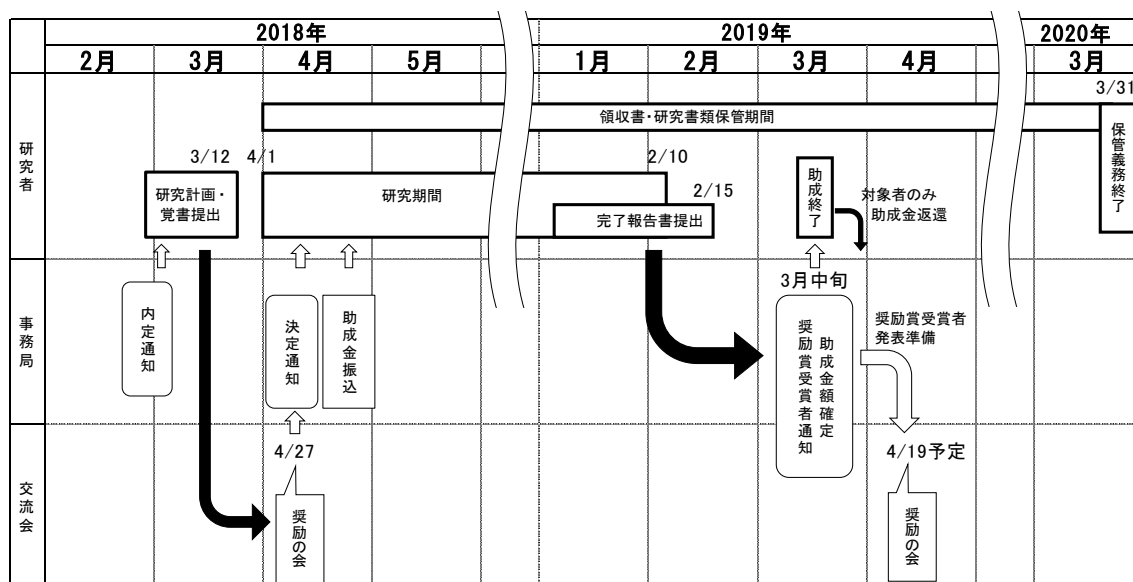 2018年
2019年
2020年
2月
3月
4月
5月
1月
2月
3月
4月
3月
研究者
3/31
領収書・研究書類保管期間
保管義務終了
3/12
4/1
2/10
研究計画・
覚書提出
研究期間
2/15
完了報告書提出
助成終了
対象者のみ
助成金返還
事務局
内定通知
決定通知
助成金振込
3月中旬
助成金額確定
奨励賞受賞者通知
奨励賞受賞者
発表準備
交流会
4/27
奨励の会
4/19予定
奨励の会